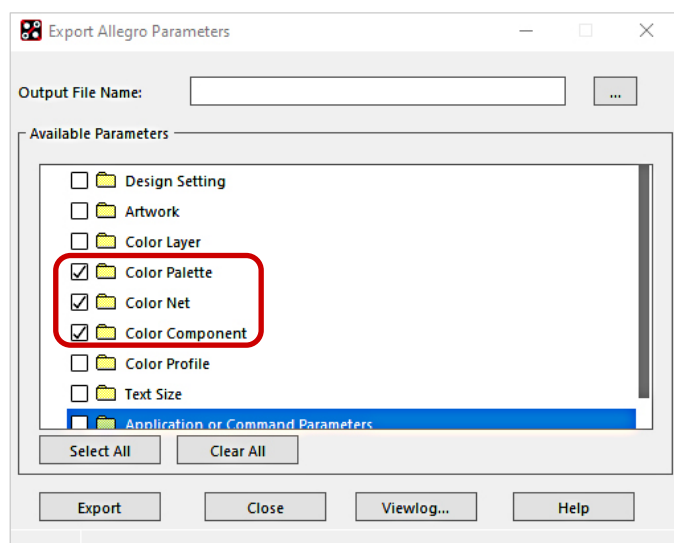 Export Allegro Parameters
Output File Name:
...
Available Parameters
Design Setting
Artwork
Color Layer
Color Palette
Color Net
Color Component
Color Profile
Text Size
Application or Command Parameters
Select All Clear All
Export Close Viewlog... Help